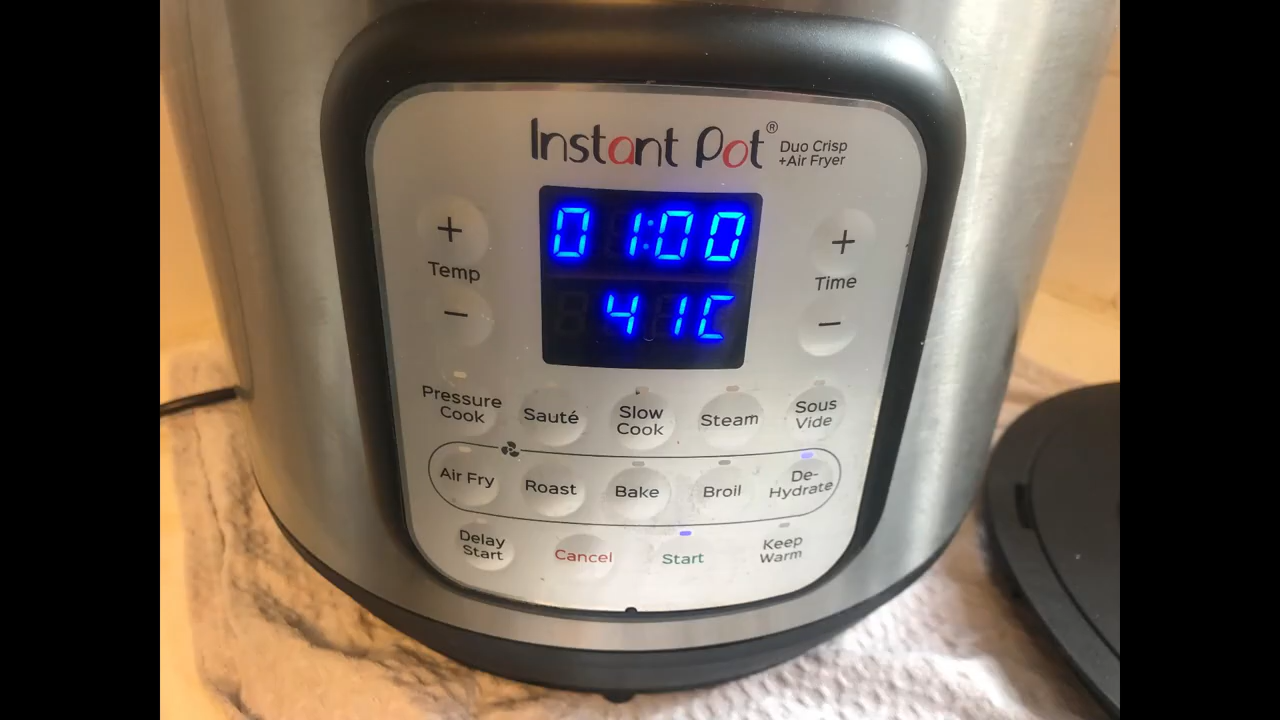 Instant Pot®
Duo Crisp
+Air Fryer
01:00
41C
+
Temp
−
+
Time
−
Pressure
Cook
Sauté
Slow
Cook
Steam
Sous
Vide
Air Fry
Roast
Bake
Broil
De-
Hydrate
Delay
Start
Cancel
Start
Keep
Warm